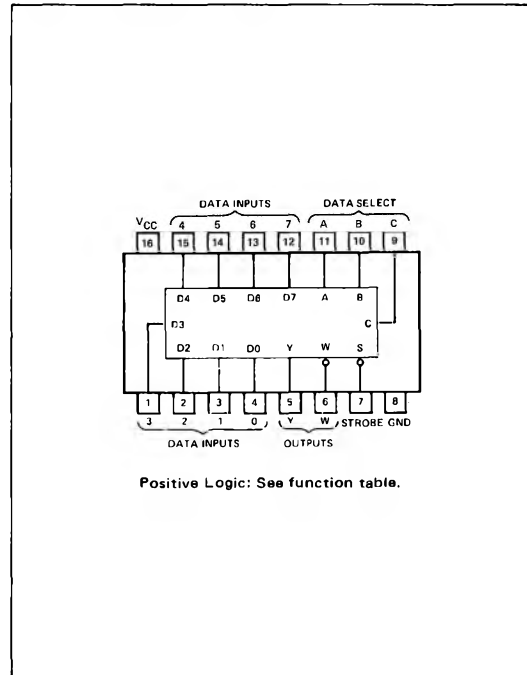 DATA INPUTS DATA SELECT
VCC 4 5 6 7 A B C
16 15 14 13 12 11 10 9
D4 D5 D6 D7 A B
D3 C
D2 D1 D0 Y W S
1 2 3 4 5 6 7 8
3 2 1 0 Y W STROBE GND
DATA INPUTS OUTPUTS
Positive Logic: See function table.